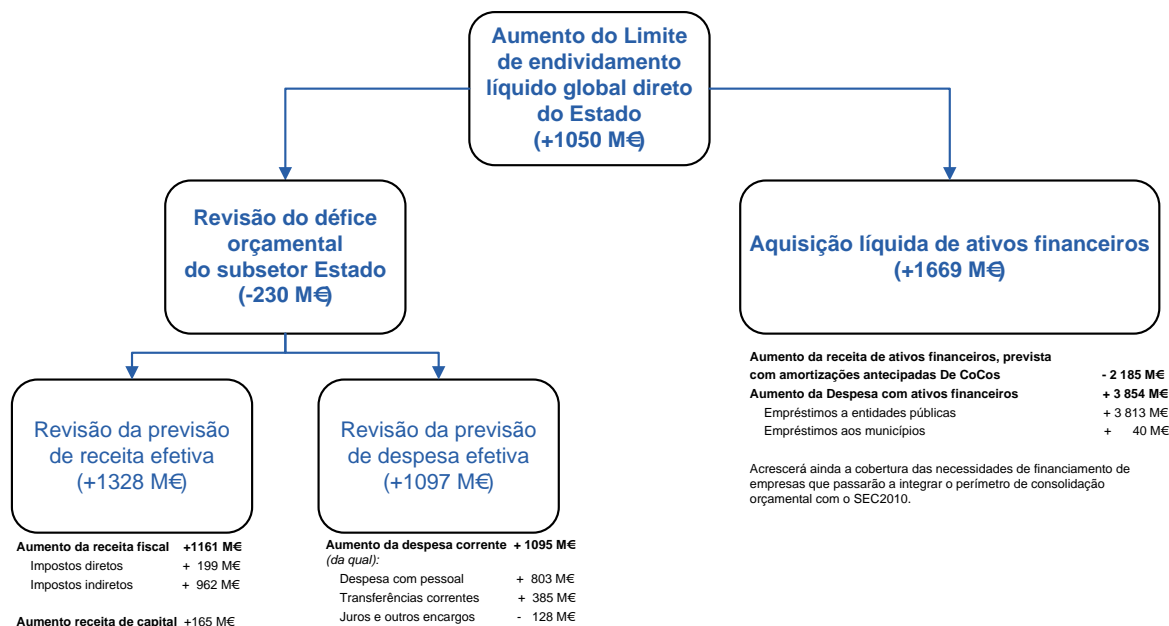 Aumento do Limite
de endividamento
líquido global direto
do Estado
(+1050 M€)
Revisão do défice
orçamental
do subsetor Estado
(-230 M€)
Aquisição líquida de ativos financeiros
(+1669 M€)
Revisão da previsão
de receita efetiva
(+1328 M€)
Revisão da previsão
de despesa efetiva
(+1097 M€)
Aumento da receita de ativos financeiros, prevista
com amortizações antecipadas De CoCos - 2 185 M€
Aumento da Despesa com ativos financeiros + 3 854 M€
Empréstimos a entidades públicas + 3 813 M€
Empréstimos aos municípios + 40 M€
Acrescerá ainda a cobertura das necessidades de financiamento de
empresas que passarão a integrar o perímetro de consolidação
orçamental com o SEC2010.
Aumento da receita fiscal +1161 M€
Impostos diretos + 199 M€
Impostos indiretos + 962 M€
Aumento receita de capital +165 M€
Aumento da despesa corrente + 1095 M€
(da qual):
Despesa com pessoal + 803 M€
Transferências correntes + 385 M€
Juros e outros encargos - 128 M€